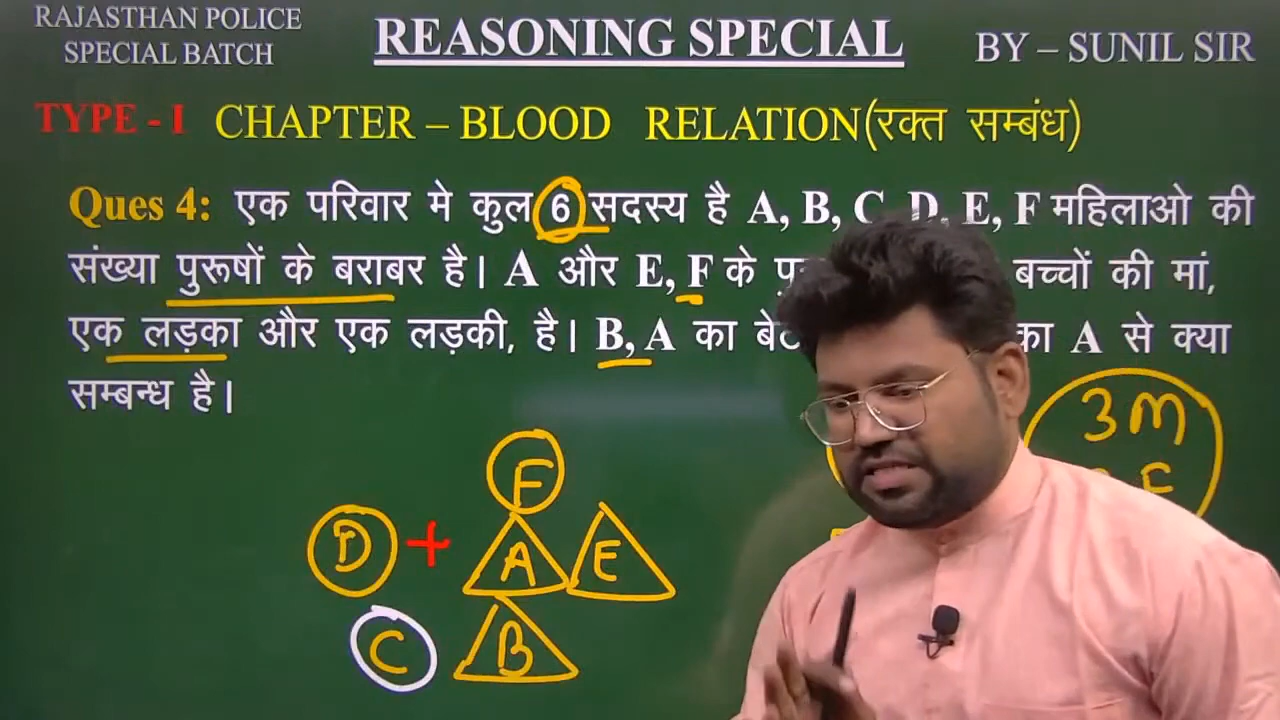 RAJASTHAN POLICE
SPECIAL BATCH
REASONING SPECIAL
BY – SUNIL SIR
TYPE - I CHAPTER – BLOOD RELATION(रक्त सम्बंध)
Ques 4: एक परिवार मे कुल 6 सदस्य है A, B, C, D, E, F महिलाओ की
संख्या पुरूषों के बराबर है। A और E, F के बच्चों की मां,
एक लड़का और एक लड़की, है। B, A का का A से क्या
सम्बन्ध है।
3M
F
F
D + A E
C B